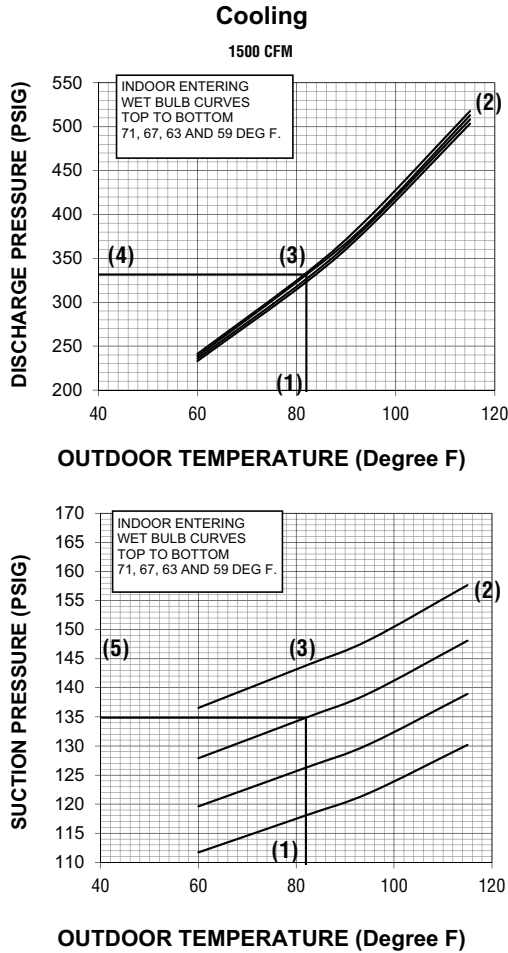 Cooling
1500 CFM
DISCHARGE PRESSURE (PSIG)
550
500
450
400
350
300
250
200
INDOOR ENTERING
WET BULB CURVES
TOP TO BOTTOM
71, 67, 63 AND 59 DEG F.
(2)
(4)
(3)
(1)
40
60
80
100
120
OUTDOOR TEMPERATURE (Degree F)
SUCTION PRESSURE (PSIG)
170
165
160
155
150
145
140
135
130
125
120
115
110
INDOOR ENTERING
WET BULB CURVES
TOP TO BOTTOM
71, 67, 63 AND 59 DEG F.
(2)
(5)
(3)
(1)
40
60
80
100
120
OUTDOOR TEMPERATURE (Degree F)